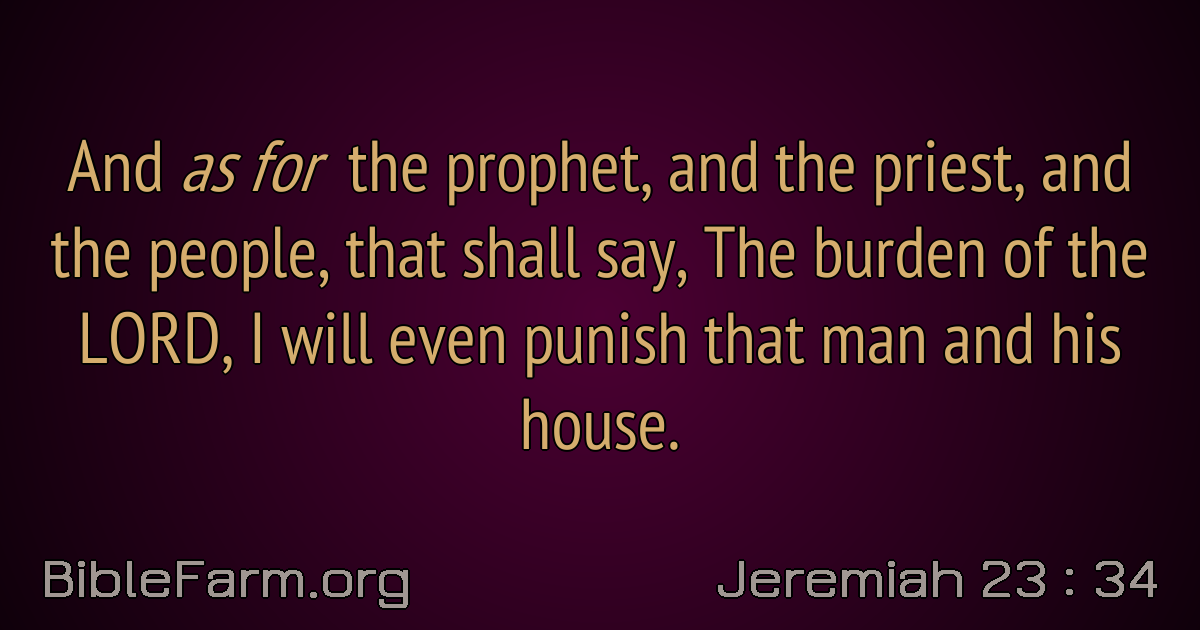 And as for the prophet, and the priest, and
the people, that shall say, The burden of the
LORD, I will even punish that man and his
house.
BibleFarm.org
Jeremiah 23 : 34